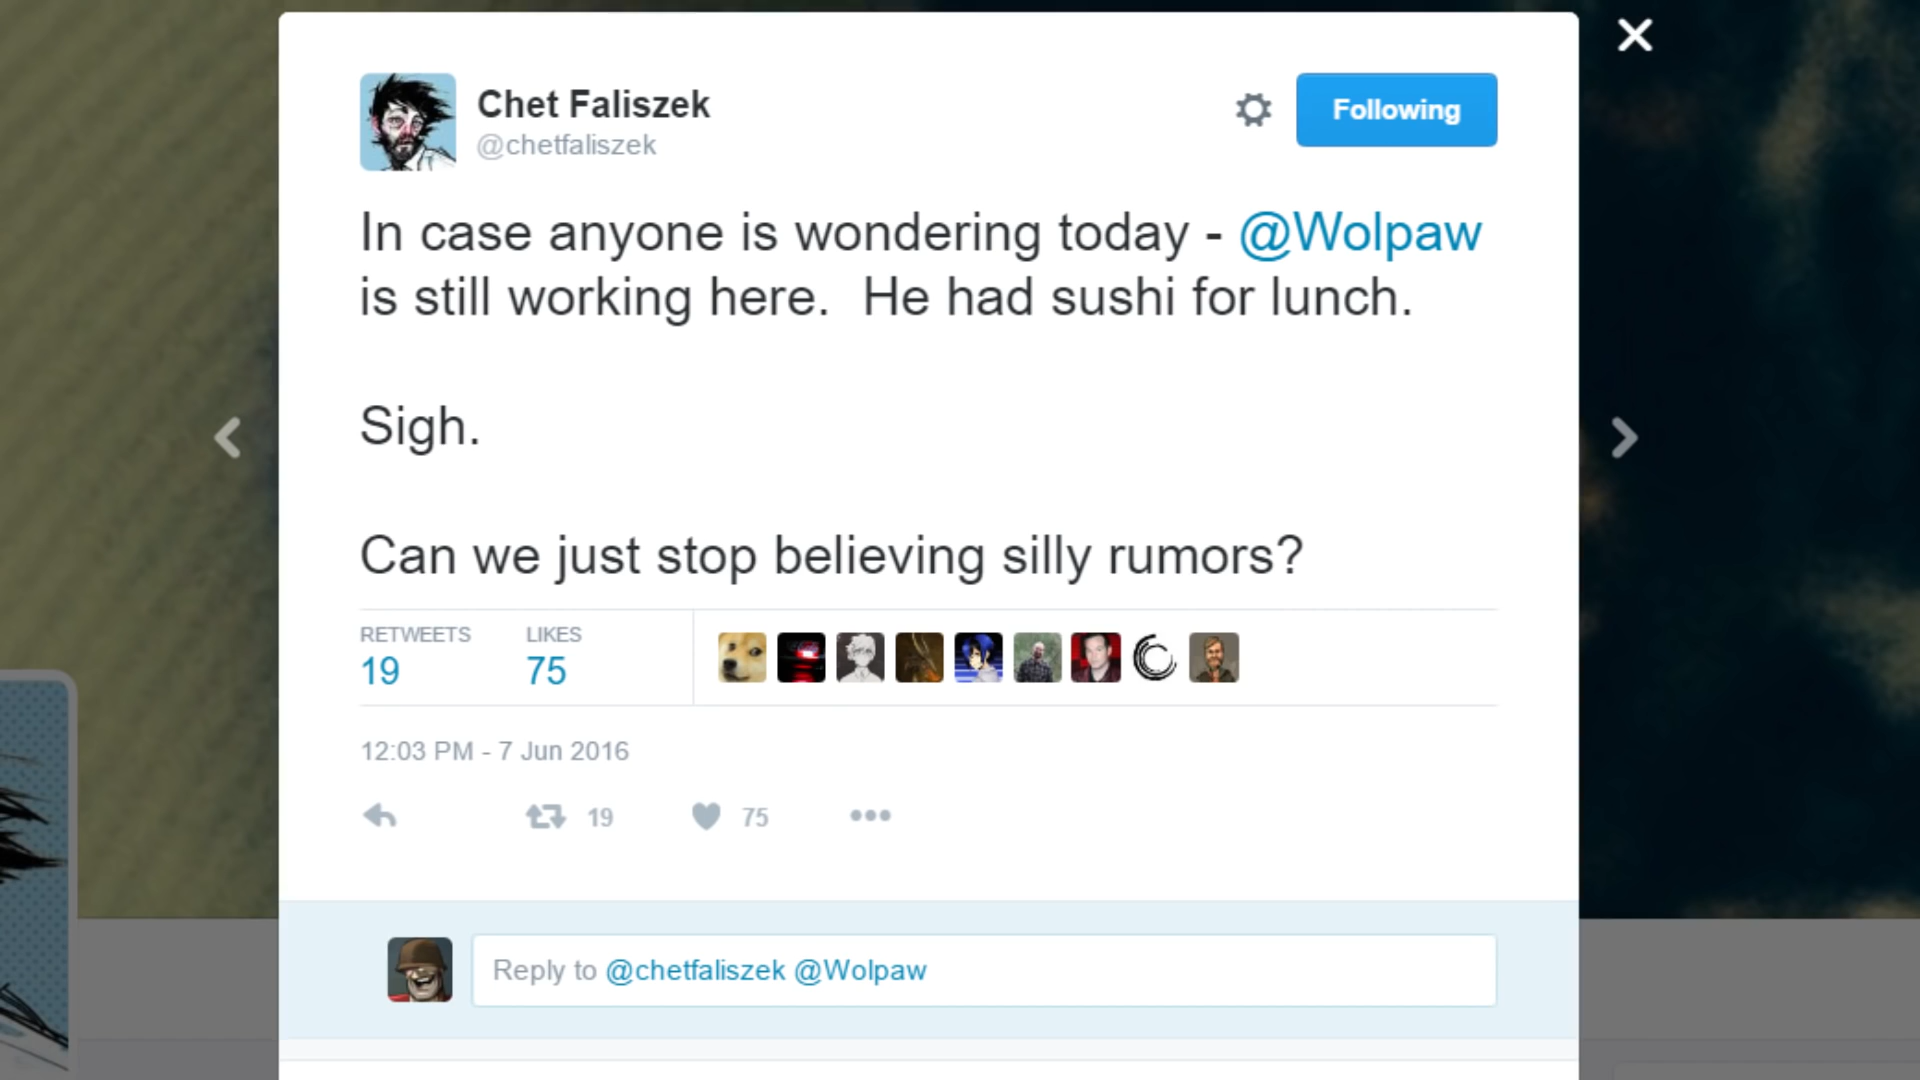 Chet Faliszek
@chetfaliszek
Following
In case anyone is wondering today - @Wolpaw
is still working here.  He had sushi for lunch.
Sigh.
Can we just stop believing silly rumors?
RETWEETS LIKES
19 75
12:03 PM - 7 Jun 2016
19 75
Reply to @chetfaliszek @Wolpaw